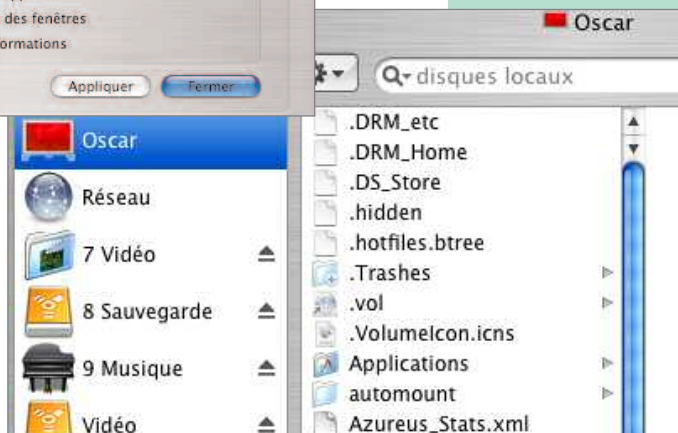 des fenêtres
ormations
Appliquer
Fermer
Oscar
disques locaux
Oscar
Réseau
7 Vidéo
8 Sauvegarde
9 Musique
Vidéo
.DRM_etc
.DRM_Home
.DS_Store
.hidden
.hotfiles.btree
.Trashes
.vol
.VolumeIcon.icns
Applications
automount
Azureus_Stats.xml